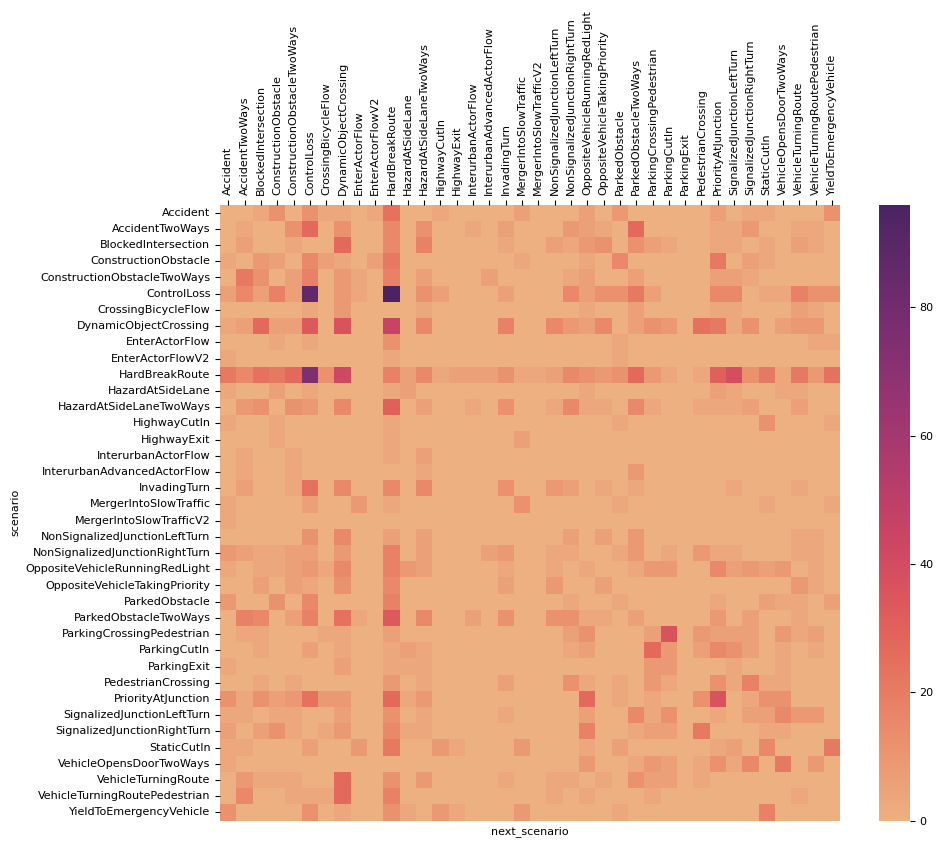 Accident
AccidentTwoWays
BlockedIntersection
ConstructionObstacle
ConstructionObstacleTwoWays
ControlLoss
CrossingBicycleFlow
DynamicObjectCrossing
EnterActorFlow
EnterActorFlowV2
HardBreakRoute
HazardAtSideLane
HazardAtSideLaneTwoWays
HighwayCutIn
HighwayExit
InterurbanActorFlow
InterurbanAdvancedActorFlow
InvadingTurn
MergerIntoSlowTraffic
MergerIntoSlowTrafficV2
NonSignalizedJunctionLeftTurn
NonSignalizedJunctionRightTurn
OppositeVehicleRunningRedLight
OppositeVehicleTakingPriority
ParkedObstacle
ParkedObstacleTwoWays
ParkingCrossingPedestrian
ParkingCutIn
ParkingExit
PedestrianCrossing
PriorityAtJunction
SignalizedJunctionLeftTurn
SignalizedJunctionRightTurn
StaticCutIn
VehicleOpensDoorTwoWays
VehicleTurningRoute
VehicleTurningRoutePedestrian
YieldToEmergencyVehicle
scenario
Accident
AccidentTwoWays
BlockedIntersection
ConstructionObstacle
ConstructionObstacleTwoWays
ControlLoss
CrossingBicycleFlow
DynamicObjectCrossing
EnterActorFlow
EnterActorFlowV2
HardBreakRoute
HazardAtSideLane
HazardAtSideLaneTwoWays
HighwayCutIn
HighwayExit
InterurbanActorFlow
InterurbanAdvancedActorFlow
InvadingTurn
MergerIntoSlowTraffic
MergerIntoSlowTrafficV2
NonSignalizedJunctionLeftTurn
NonSignalizedJunctionRightTurn
OppositeVehicleRunningRedLight
OppositeVehicleTakingPriority
ParkedObstacle
ParkedObstacleTwoWays
ParkingCrossingPedestrian
ParkingCutIn
ParkingExit
PedestrianCrossing
PriorityAtJunction
SignalizedJunctionLeftTurn
SignalizedJunctionRightTurn
StaticCutIn
VehicleOpensDoorTwoWays
VehicleTurningRoute
VehicleTurningRoutePedestrian
YieldToEmergencyVehicle
next_scenario
80
60
40
20
0